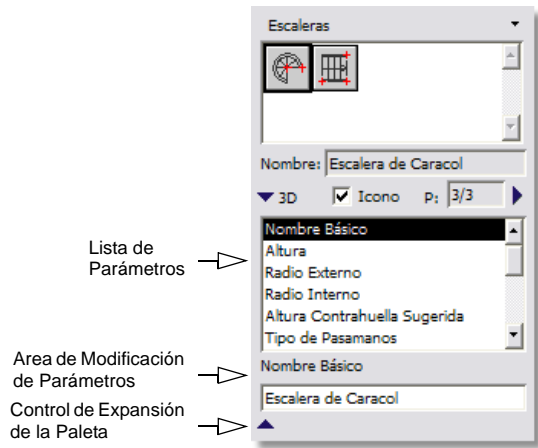 Escaleras
Nombre: Escalera de Caracol
3D Icono P: 3/3
Nombre Básico
Altura
Radio Externo
Radio Interno
Altura Contrahuella Sugerida
Tipo de Pasamanos
Lista de
Parámetros
Nombre Básico
Area de Modificación
de Parámetros
Escalera de Caracol
Control de Expansión
de la Paleta